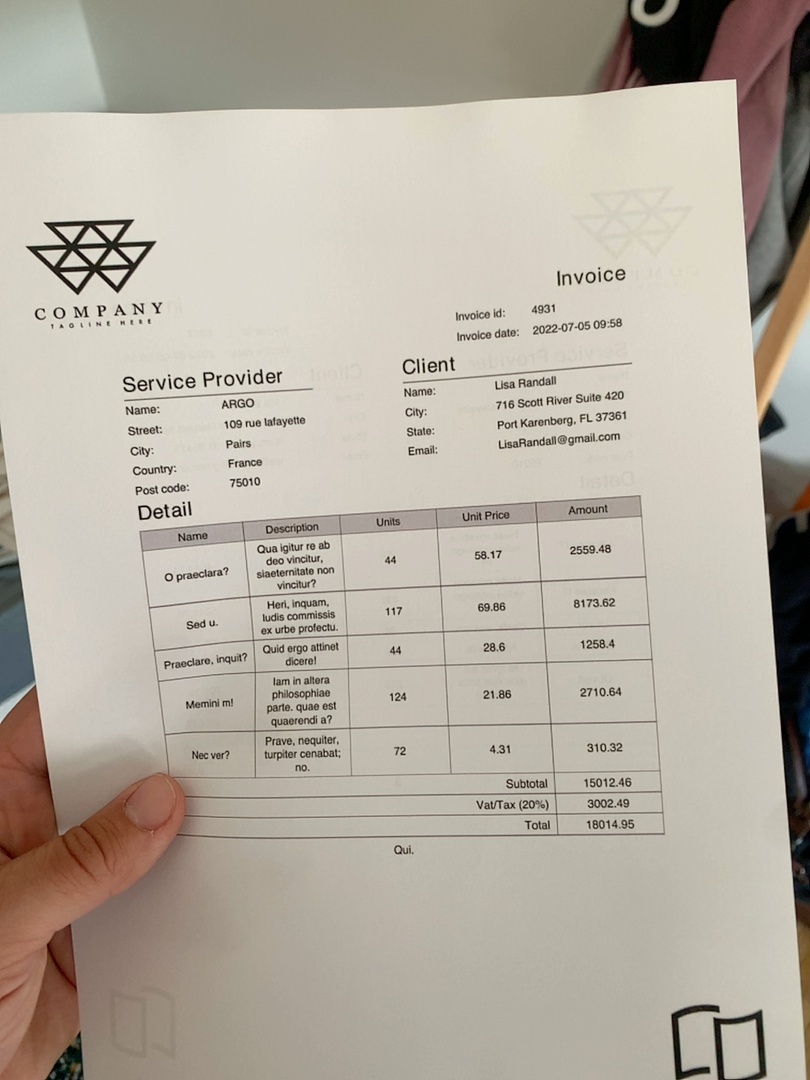 COMPANY
TAGLINE HERE
Invoice
Invoice id: 4931
Invoice date: 2022-07-05 09:58
Service Provider
Name: ARGO
Street: 109 rue lafayette
City: Pairs
Country: France
Post code: 75010
Client
Name: Lisa Randall
City: 716 Scott River Suite 420
State: Port Karenberg, FL 37361
Email: LisaRandall@gmail.com
Detail
Name Description Units Unit Price Amount
O praeclara? Qua igitur re ab deo vincitur, siaeternitate non vincitur? 44 58.17 2559.48
Sed u. Heri, inquam, ludis commissis ex urbe profectu. 117 69.86 8173.62
Praeclare, inquit? Quid ergo attinet dicere! 44 28.6 1258.4
Memini m! Iam in altera philosophiae parte. quae est quaerendi a? 124 21.86 2710.64
Nec ver? Prave, nequiter, turpiter cenabat; no. 72 4.31 310.32
Subtotal 15012.46
Vat/Tax (20%) 3002.49
Total 18014.95
Qui.